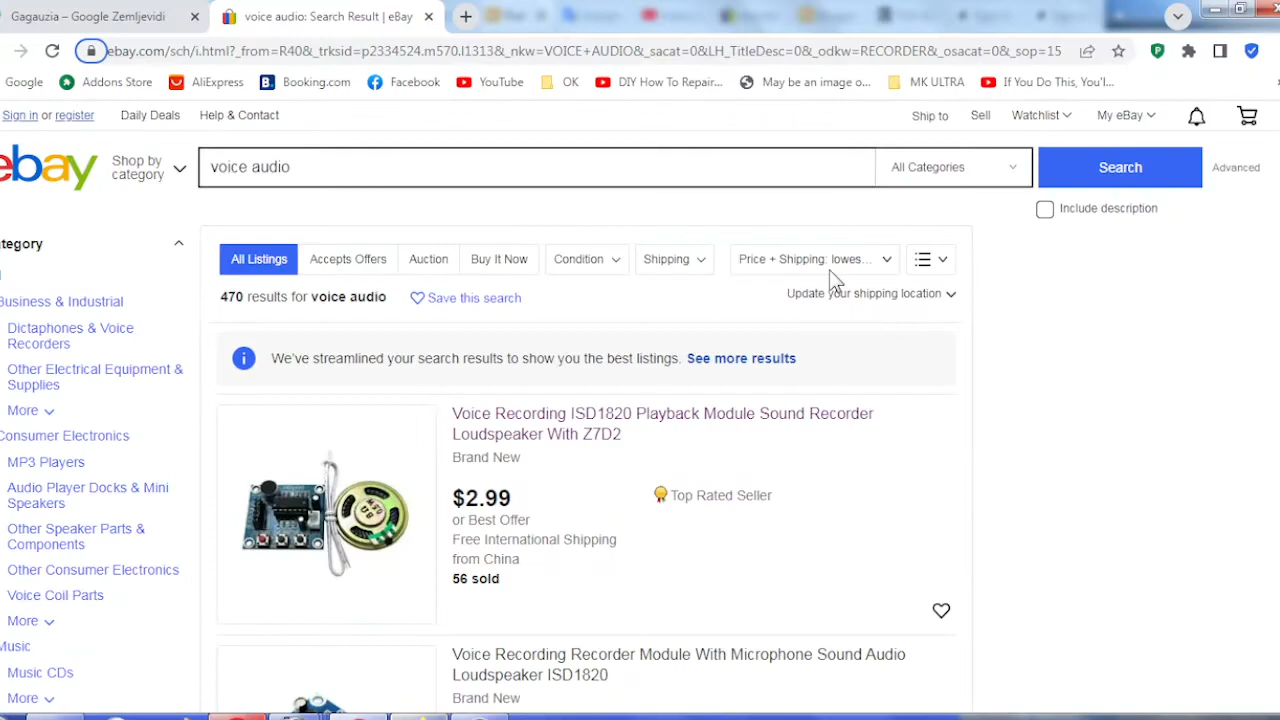 Gagauzia – Google Zemljevidi
voice audio: Search Result | eBay
ebay.com/sch/i.html?_from=R40&_trksid=p2334524.m570.l1313&_nkw=VOICE+AUDIO&_sacat=0&LH_TitleDesc=0&_odkw=RECORDER&_osacat=0&_sop=15
Google
Addons Store
AliExpress
Booking.com
Facebook
YouTube
OK
DIY How To Repair...
May be an image o...
MK ULTRA
If You Do This, You'l...
Sign in or register
Daily Deals
Help & Contact
Ship to
Sell
Watchlist
My eBay
ebay
Shop by
category
voice audio
All Categories
Search
Advanced
Include description
ategory
All Listings
Accepts Offers
Auction
Buy It Now
Condition
Shipping
Price + Shipping: lowes...
470 results for voice audio
Save this search
Update your shipping location
We've streamlined your search results to show you the best listings. See more results
Business & Industrial
Dictaphones & Voice
Recorders
Other Electrical Equipment &
Supplies
More
Consumer Electronics
MP3 Players
Audio Player Docks & Mini
Speakers
Other Speaker Parts &
Components
Other Consumer Electronics
Voice Coil Parts
More
Music
Music CDs
More
Voice Recording ISD1820 Playback Module Sound Recorder
Loudspeaker With Z7D2
Brand New
$2.99
or Best Offer
Free International Shipping
from China
56 sold
Top Rated Seller
Voice Recording Recorder Module With Microphone Sound Audio
Loudspeaker ISD1820
Brand New